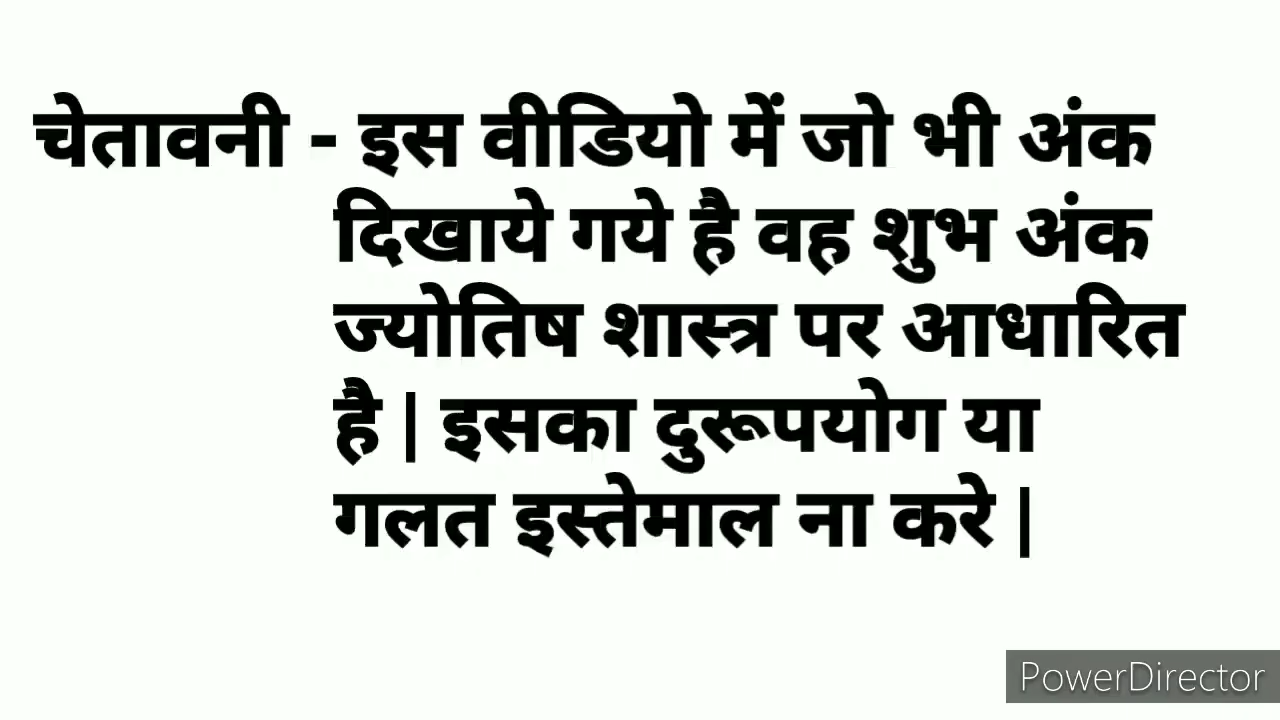 चेतावनी - इस वीडियो में जो भी अंक
दिखाये गये है वह शुभ अंक
ज्योतिष शास्त्र पर आधारित
है | इसका दुरूपयोग या
गलत इस्तेमाल ना करे |
PowerDirector